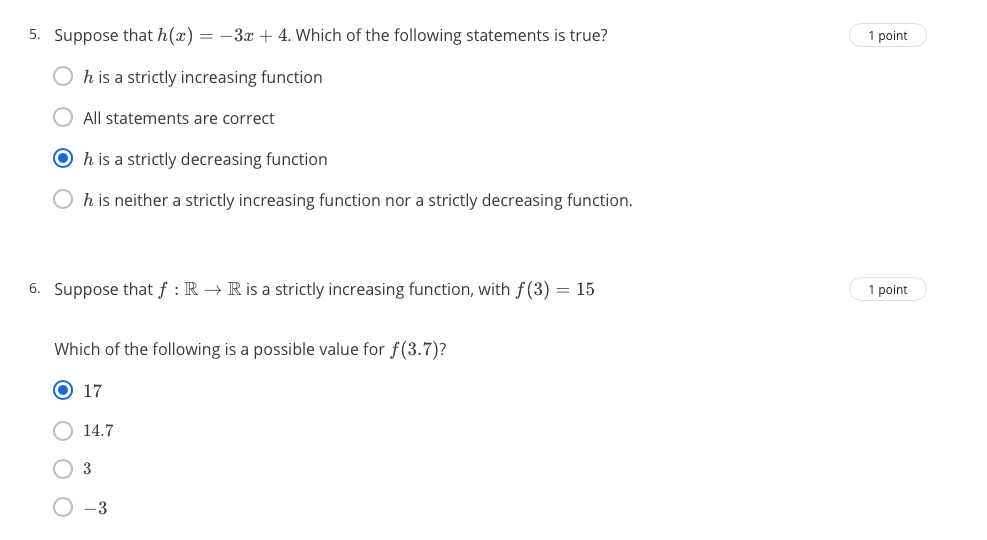 5. Suppose that h(x) = −3x + 4. Which of the following statements is true? 1 point
h is a strictly increasing function
All statements are correct
h is a strictly decreasing function
h is neither a strictly increasing function nor a strictly decreasing function.
6. Suppose that f : ℝ → ℝ is a strictly increasing function, with f(3) = 15 1 point
Which of the following is a possible value for f(3.7)?
17
14.7
3
−3